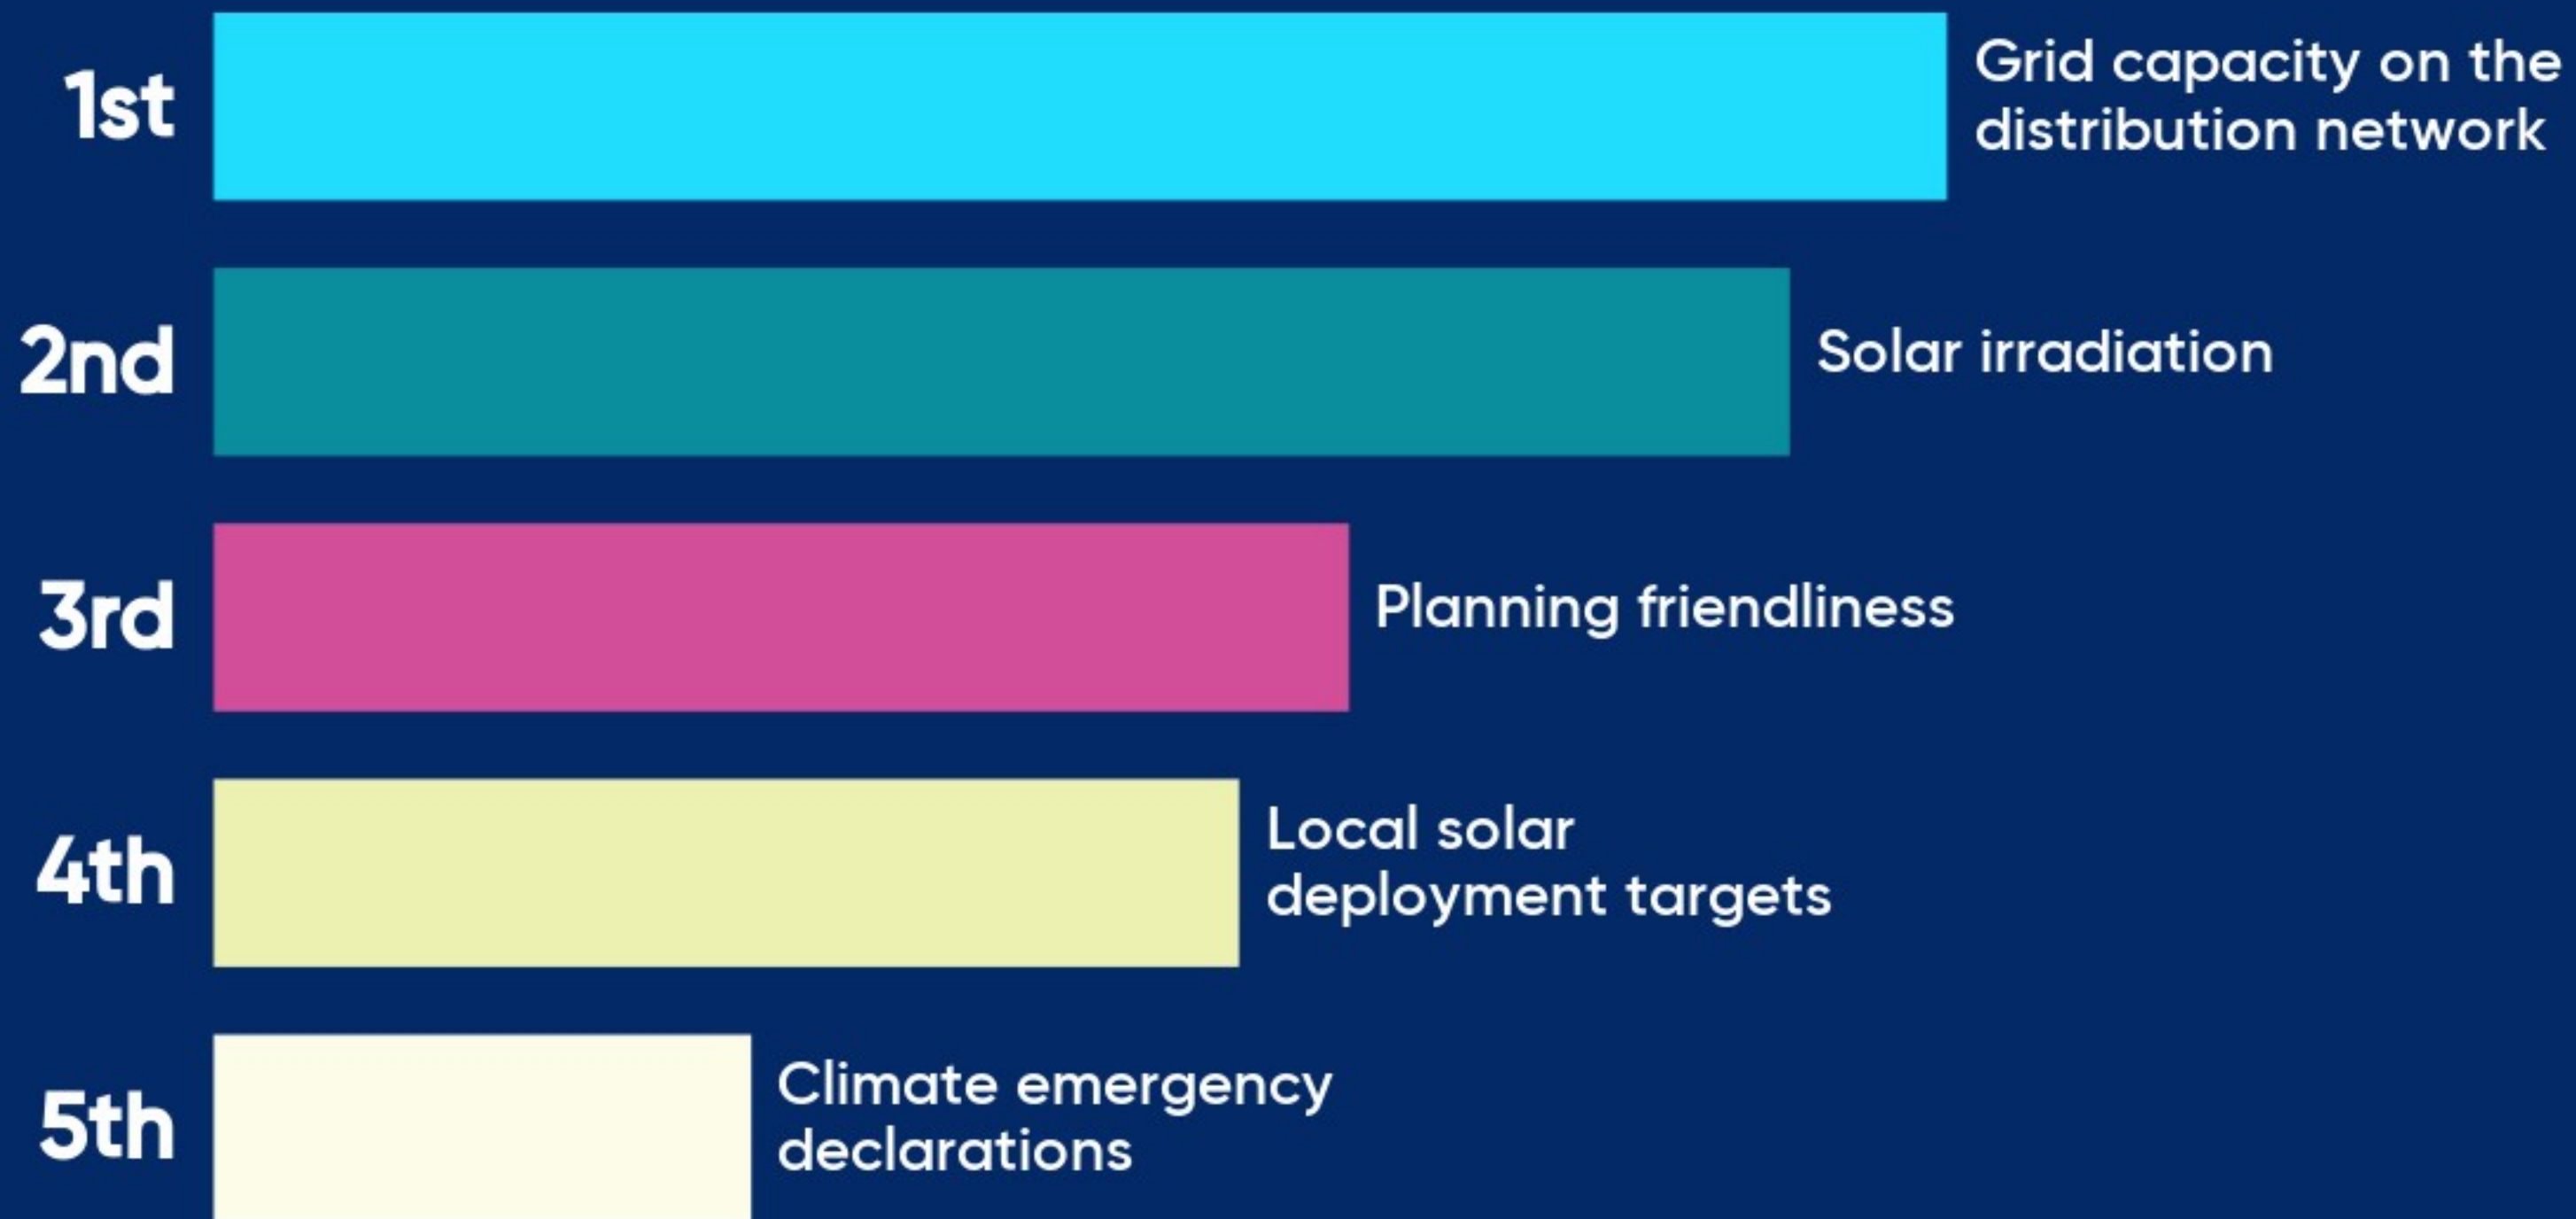 1st
Grid capacity on the
distribution network
2nd
Solar irradiation
3rd
Planning friendliness
4th
Local solar
deployment targets
5th
Climate emergency
declarations